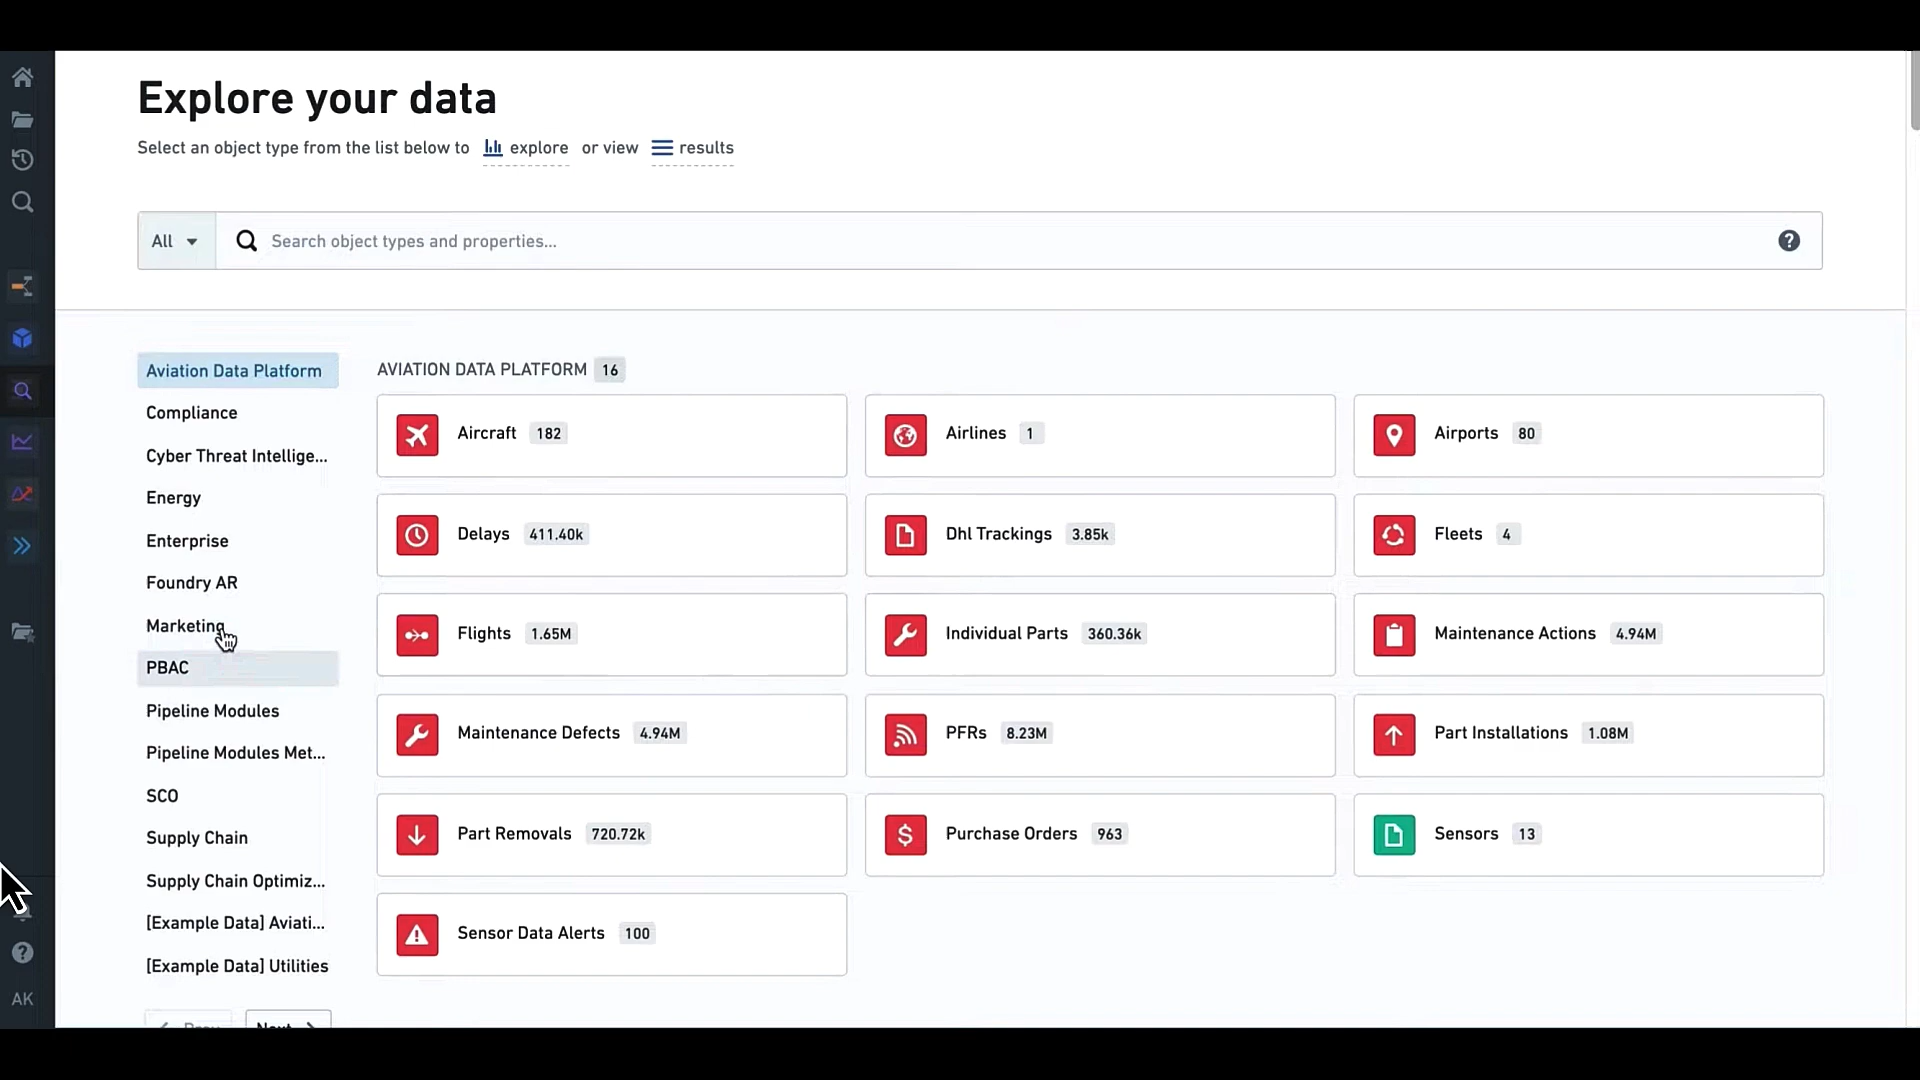 Explore your data
Select an object type from the list below to explore or view results
All
Search object types and properties...
Aviation Data Platform
Compliance
Cyber Threat Intellige...
Energy
Enterprise
Foundry AR
Marketing
PBAC
Pipeline Modules
Pipeline Modules Met...
SCO
Supply Chain
Supply Chain Optimiz...
[Example Data] Aviati...
[Example Data] Utilities
AVIATION DATA PLATFORM 16
Aircraft 182
Airlines 1
Airports 80
Delays 411.40k
Dhl Trackings 3.85k
Fleets 4
Flights 1.65M
Individual Parts 360.36k
Maintenance Actions 4.94M
Maintenance Defects 4.94M
PFRs 8.23M
Part Installations 1.08M
Part Removals 720.72k
Purchase Orders 963
Sensors 13
Sensor Data Alerts 100
AK
Prev
Next